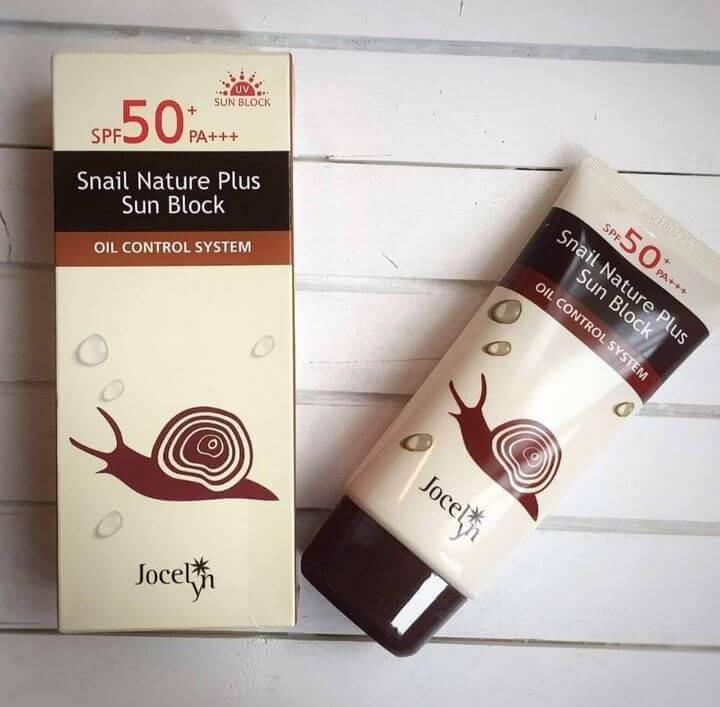 UV
SUN BLOCK
SPF50+ PA+++
Snail Nature Plus
Sun Block
OIL CONTROL SYSTEM
Jocelyn
SPF50+ PA+++
Snail Nature Plus
Sun Block
OIL CONTROL SYSTEM
Jocelyn